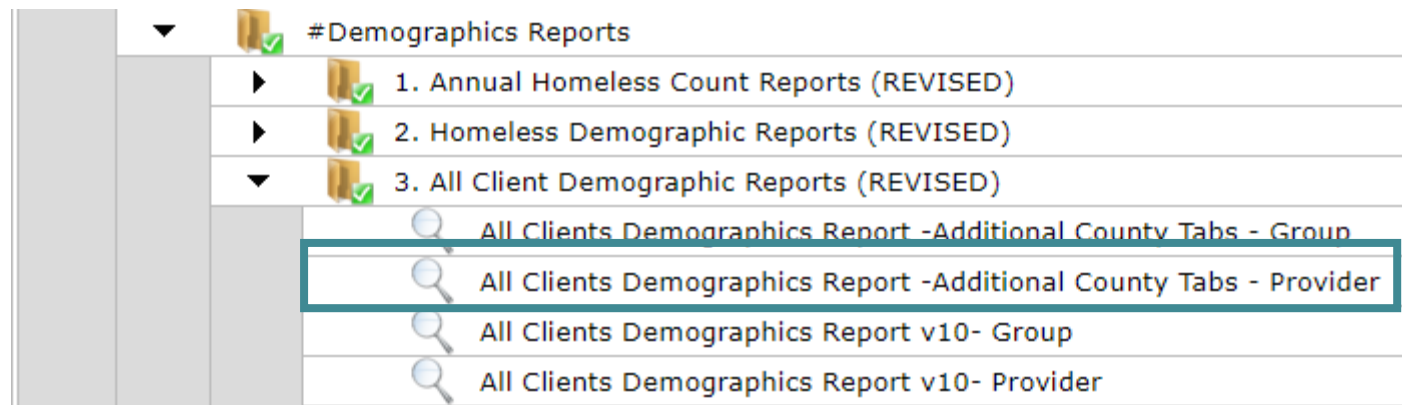 #Demographics Reports
1. Annual Homeless Count Reports (REVISED)
2. Homeless Demographic Reports (REVISED)
3. All Client Demographic Reports (REVISED)
All Clients Demographics Report -Additional County Tabs - Group
All Clients Demographics Report -Additional County Tabs - Provider
All Clients Demographics Report v10- Group
All Clients Demographics Report v10- Provider